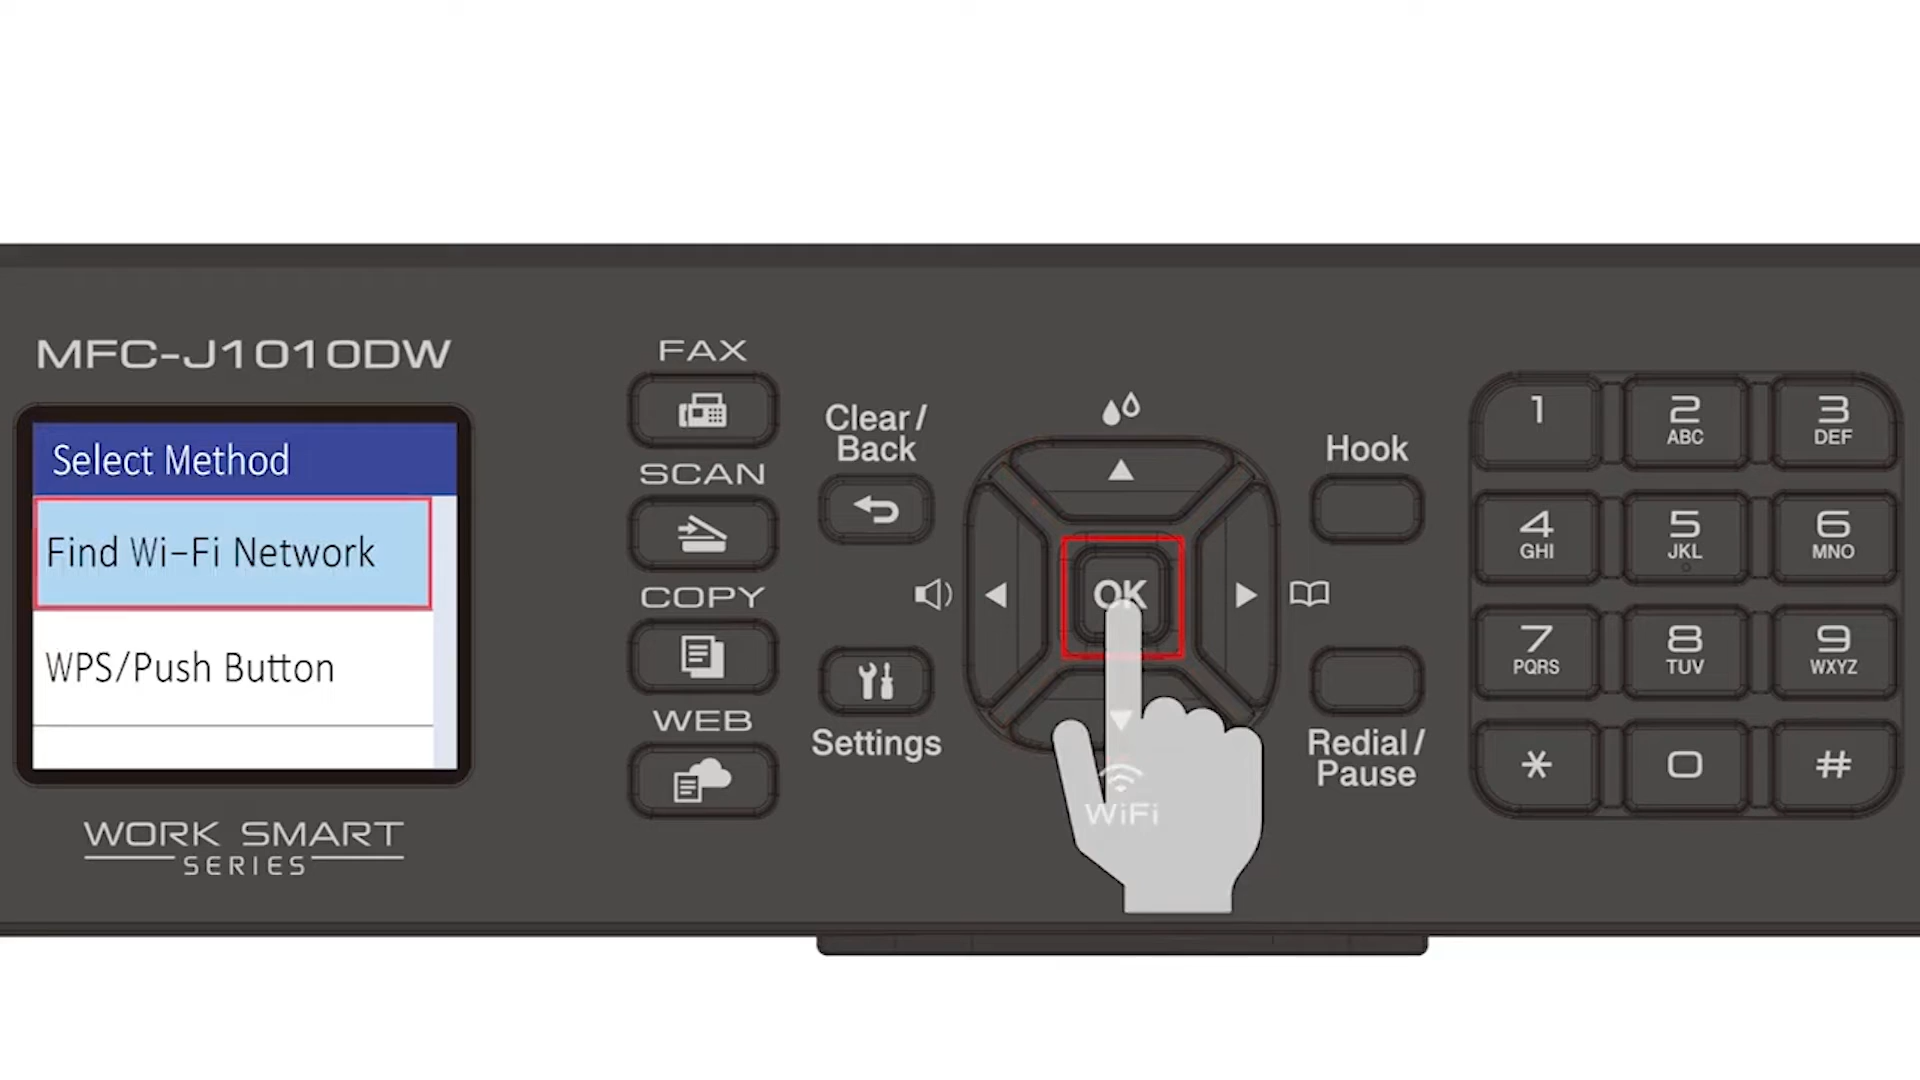 MFC-J1010DW
Select Method
Find Wi-Fi Network
WPS/Push Button
WORK SMART
SERIES
FAX
SCAN
COPY
WEB
Clear/
Back
Settings
OK
WiFi
Hook
Redial/
Pause
1
2
ABC
3
DEF
4
GHI
5
JKL
6
MNO
7
PQRS
8
TUV
9
WXYZ
*
0
#